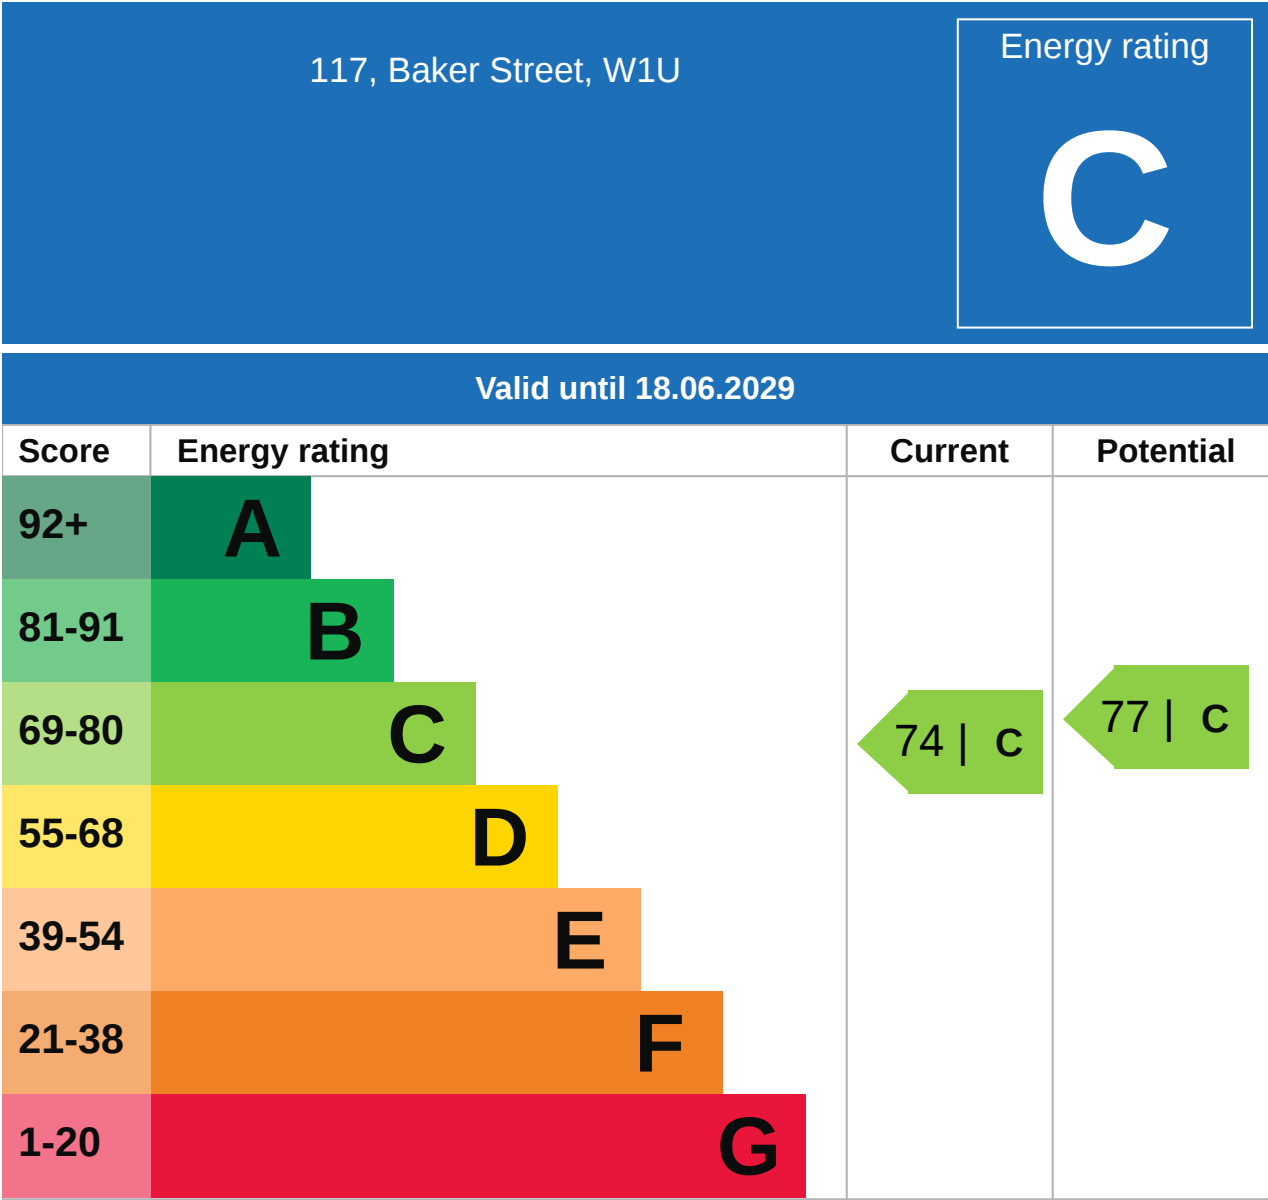 117, Baker Street, W1U
Energy rating
C
Valid until 18.06.2029
Score Energy rating Current Potential
92+ A
81-91 B
69-80 C
74 | C
77 | C
55-68 D
39-54 E
21-38 F
1-20 G